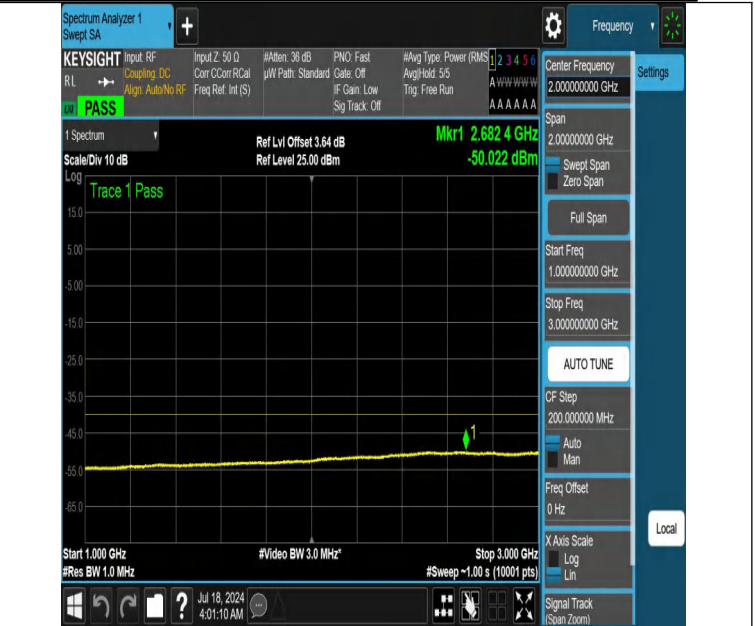 Spectrum Analyzer 1
Swept SA
+
Frequency
KEYSIGHT
RL
PASS
Input: RF
Coupling: DC
Align: Auto/No RF
Input Z: 50 Ω
Corr CCorr RCal
Freq Ref: Int (S)
#Atten: 36 dB
µW Path: Standard
PNO: Fast
Gate: Off
IF Gain: Low
Sig Track: Off
#Avg Type: Power (RMS
Avg|Hold: 5/5
Trig: Free Run
1 2 3 4 5 6
A W W W W W
A A A A A A
1 Spectrum
Scale/Div 10 dB
Ref Lvl Offset 3.64 dB
Ref Level 25.00 dBm
Mkr1 2.682 4 GHz
-50.022 dBm
Log
Trace 1 Pass
15.0
5.00
-5.00
-15.0
-25.0
-35.0
-45.0
-55.0
-65.0
1
Start 1.000 GHz
#Res BW 1.0 MHz
#Video BW 3.0 MHz*
Stop 3.000 GHz
#Sweep ~1.00 s (10001 pts)
Jul 18, 2024
4:01:10 AM
?
Center Frequency
2.000000000 GHz
Settings
Span
2.00000000 GHz
Swept Span
Zero Span
Full Span
Start Freq
1.000000000 GHz
Stop Freq
3.000000000 GHz
AUTO TUNE
CF Step
200.000000 MHz
Auto
Man
Freq Offset
0 Hz
X Axis Scale
Log
Lin
Local
Signal Track
(Span Zoom)